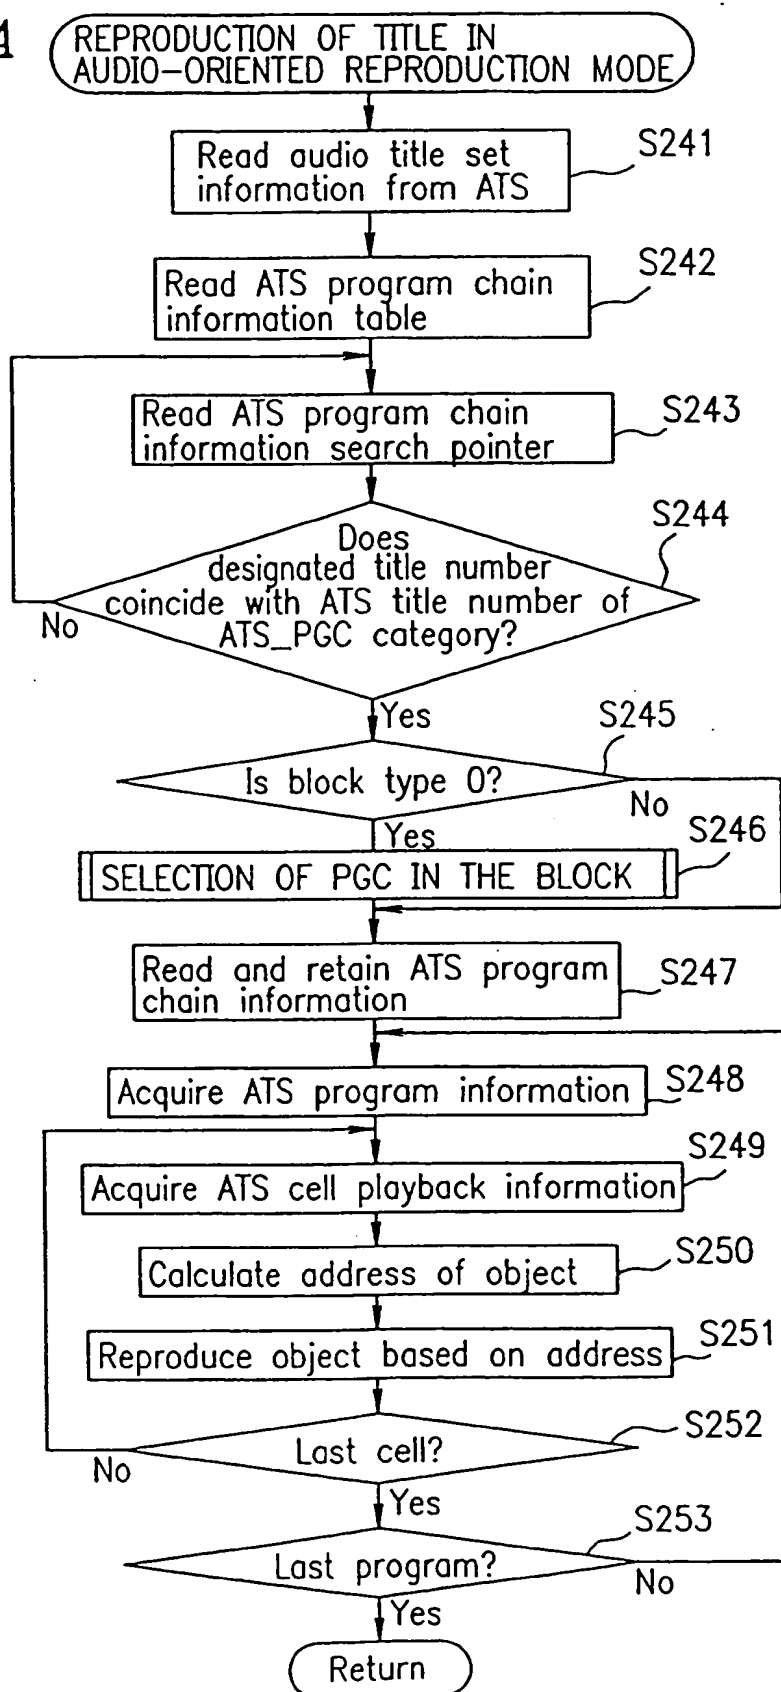 REPRODUCTION OF TITLE IN
AUDIO-ORIENTED REPRODUCTION MODE
Read audio title set
information from ATS
S241
Read ATS program chain
information table
S242
Read ATS program chain
information search pointer
S243
Does
designated title number
coincide with ATS title number of
ATS_PGC category?
S244
No
Yes
Is block type 0?
S245
No
Yes
SELECTION OF PGC IN THE BLOCK
S246
Read and retain ATS program
chain information
S247
Acquire ATS program information
S248
Acquire ATS cell playback information
S249
Calculate address of object
S250
Reproduce object based on address
S251
Last cell?
S252
No
Yes
Last program?
S253
No
Yes
Return